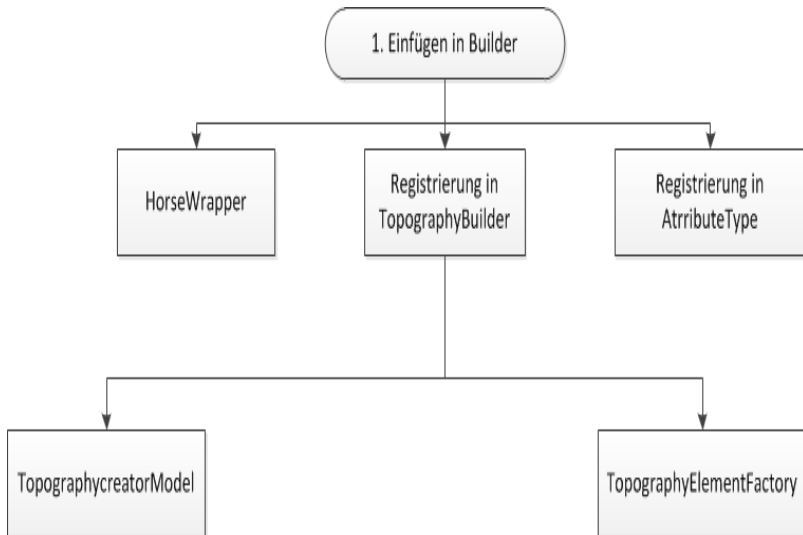 1. Einfügen in Builder
HorseWrapper
Registrierung in
TopographyBuilder
Registrierung in
AtrributeType
TopographycreatorModel
TopographyElementFactory